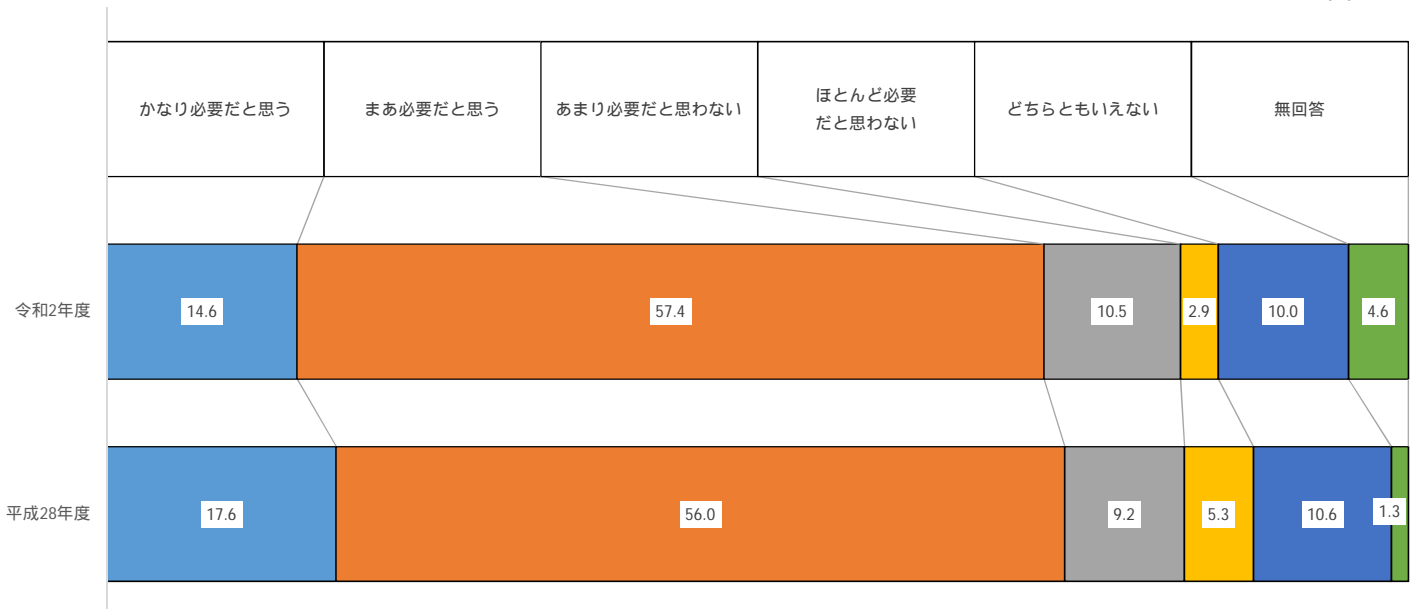 かなり必要だと思う
まあ必要だと思う
あまり必要だと思わない
ほとんど必要
だと思わない
どちらともいえない
無回答
令和2年度
14.6
57.4
10.5
2.9
10.0
4.6
平成28年度
17.6
56.0
9.2
5.3
10.6
1.3